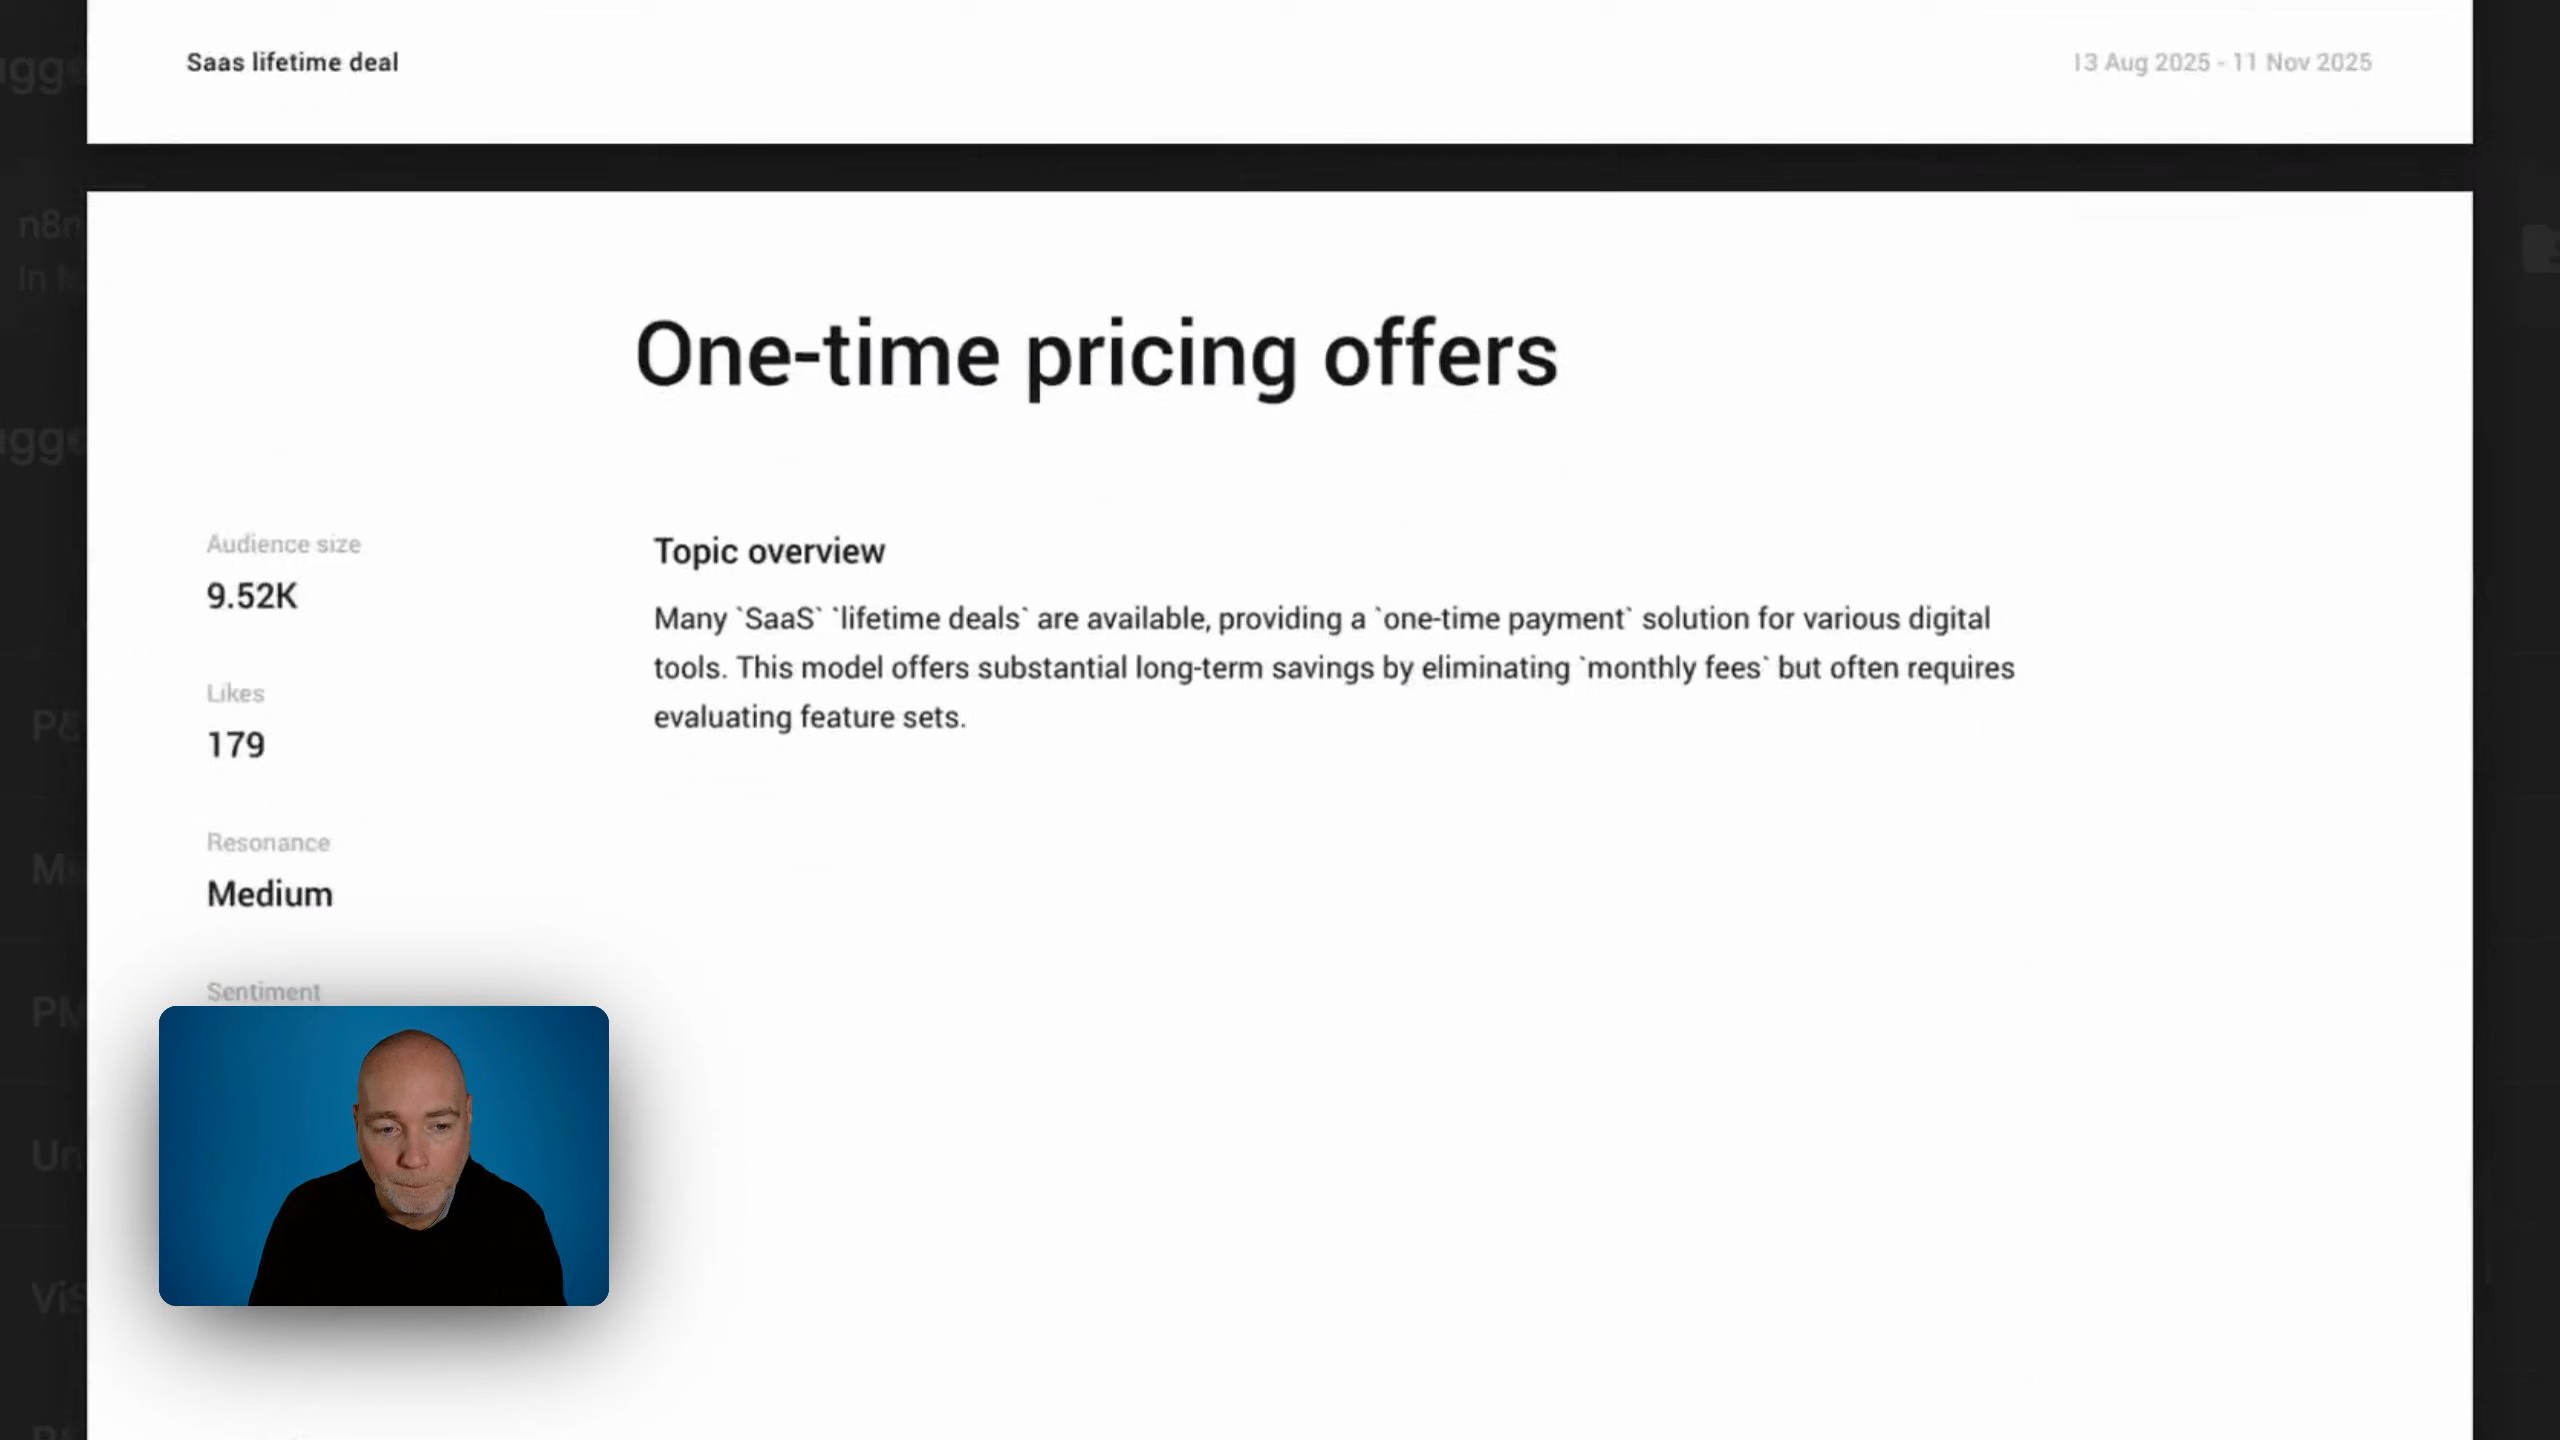 Saas lifetime deal
13 Aug 2025 - 11 Nov 2025
One-time pricing offers
Audience size
9.52K
Likes
179
Resonance
Medium
Sentiment
Topic overview
Many `SaaS` `lifetime deals` are available, providing a `one-time payment` solution for various digital
tools. This model offers substantial long-term savings by eliminating `monthly fees` but often requires
evaluating feature sets.
In